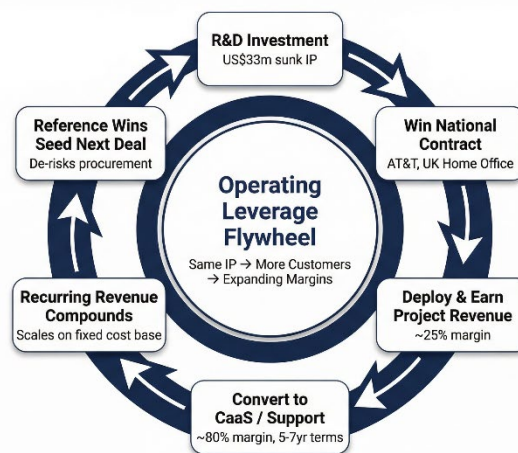 R&D Investment
US$33m sunk IP
Win National
Contract
AT&T, UK Home Office
Deploy & Earn
Project Revenue
~25% margin
Convert to
CaaS / Support
~80% margin, 5-7yr terms
Recurring Revenue
Compounds
Scales on fixed cost base
Reference Wins
Seed Next Deal
De-risks procurement
Operating
Leverage
Flywheel
Same IP → More Customers
→ Expanding Margins